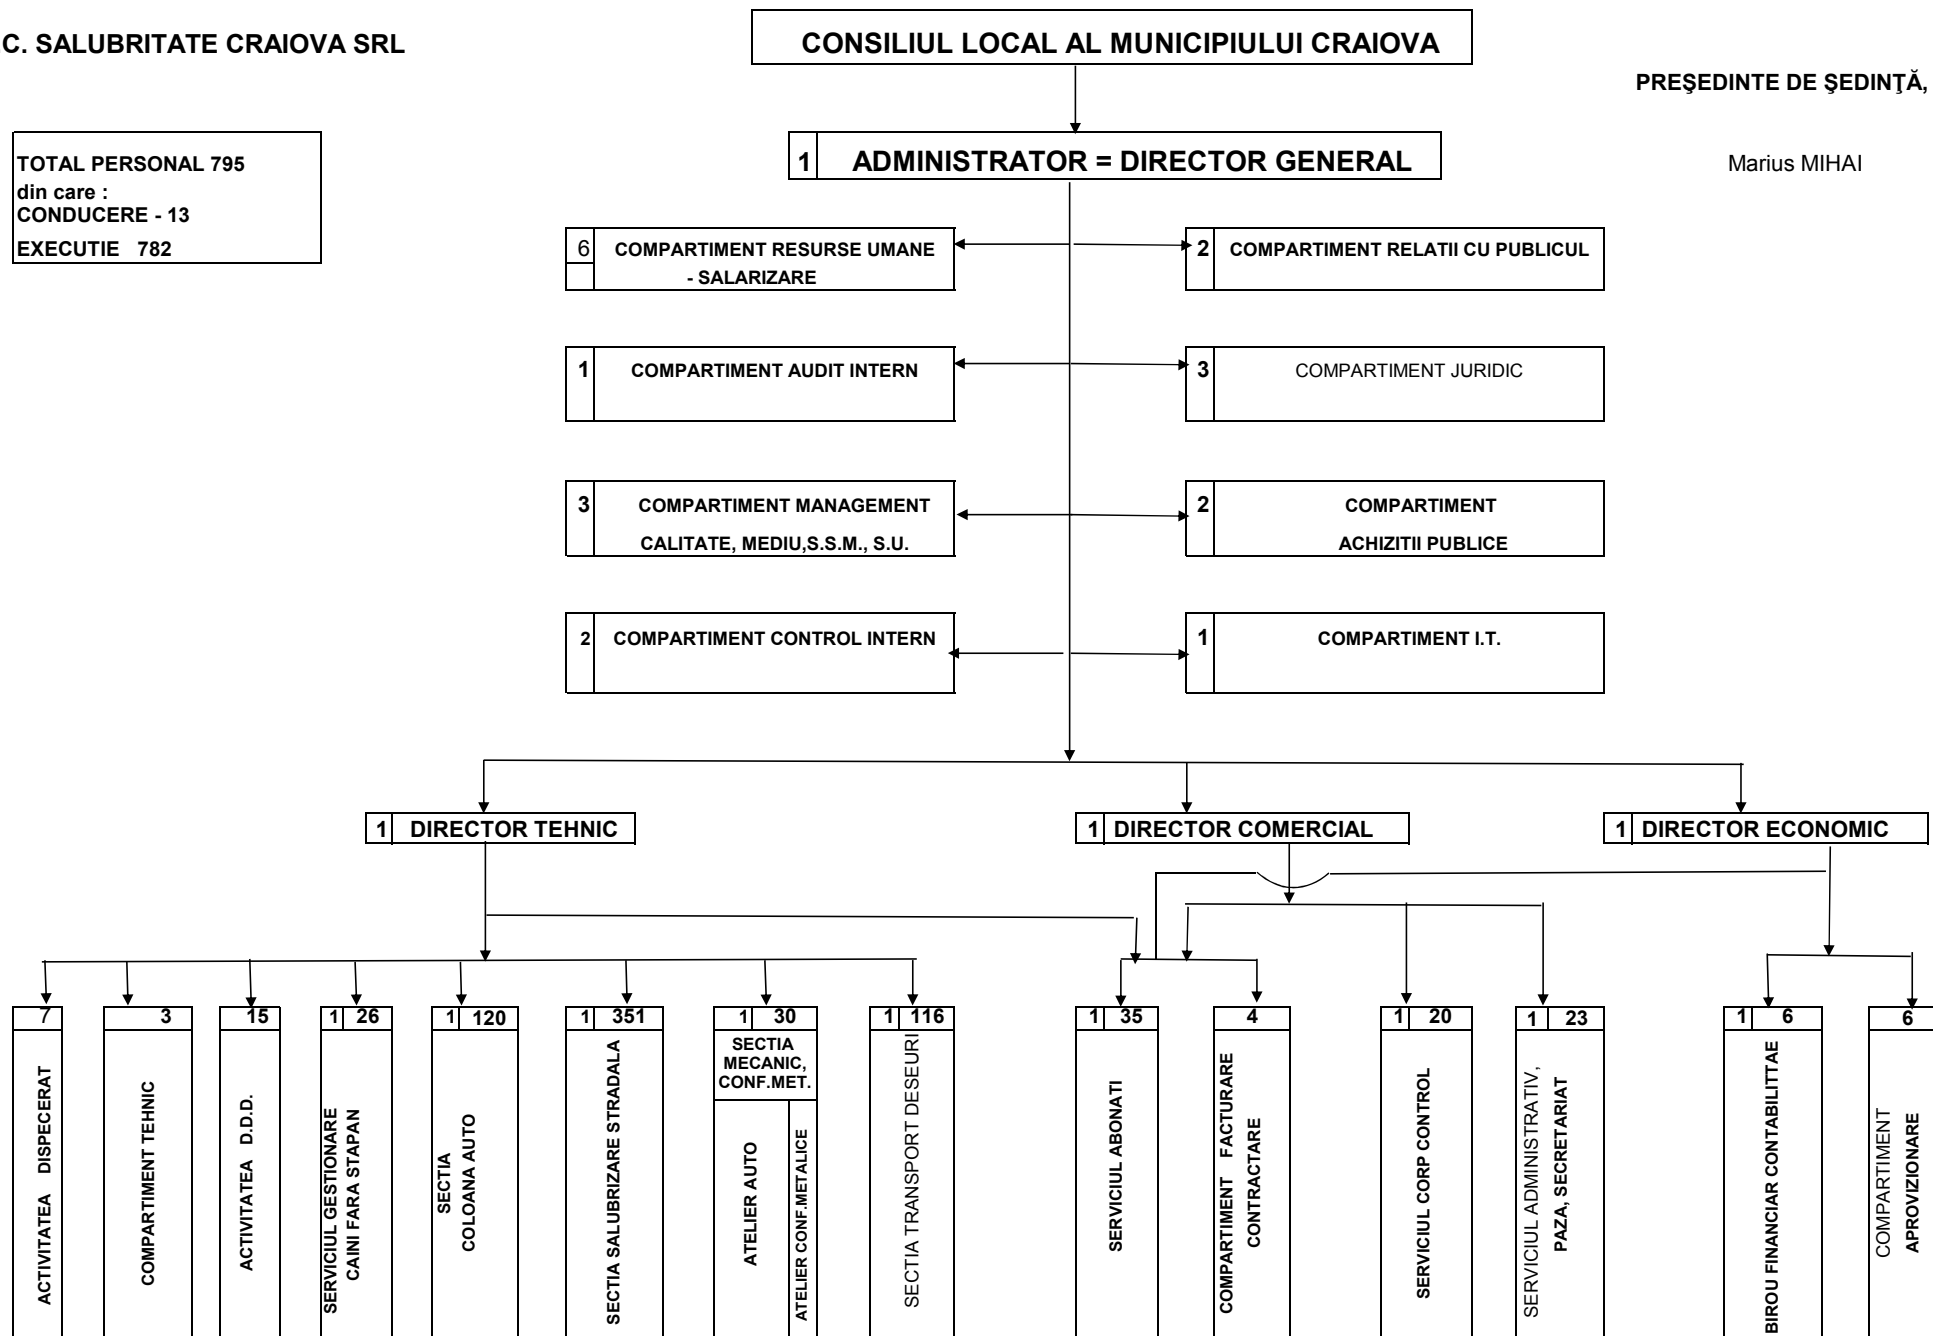 C. SALUBRITATE CRAIOVA SRL
CONSILIUL LOCAL AL MUNICIPIULUI CRAIOVA
PREŞEDINTE DE ŞEDINŢĂ,
Marius MIHAI
TOTAL PERSONAL 795
din care :
CONDUCERE - 13
EXECUTIE 782
1 ADMINISTRATOR = DIRECTOR GENERAL
6 COMPARTIMENT RESURSE UMANE
- SALARIZARE
2 COMPARTIMENT RELATII CU PUBLICUL
1 COMPARTIMENT AUDIT INTERN
3 COMPARTIMENT JURIDIC
3 COMPARTIMENT MANAGEMENT
CALITATE, MEDIU,S.S.M., S.U.
2 COMPARTIMENT
ACHIZITII PUBLICE
2 COMPARTIMENT CONTROL INTERN
1 COMPARTIMENT I.T.
1 DIRECTOR TEHNIC
1 DIRECTOR COMERCIAL
1 DIRECTOR ECONOMIC
7
ACTIVITATEA DISPECERAT
3
COMPARTIMENT TEHNIC
15
ACTIVITATEA D.D.D.
1 26
SERVICIUL GESTIONARE
CAINI FARA STAPAN
1 120
SECTIA
COLOANA AUTO
1 351
SECTIA SALUBRIZARE STRADALA
1 30
SECTIA
MECANIC,
CONF.MET.
ATELIER AUTO
ATELIER CONF.METALICE
1 116
SECTIA TRANSPORT DESEURI
1 35
SERVICIUL ABONATI
4
COMPARTIMENT FACTURARE
CONTRACTARE
1 20
SERVICIUL CORP CONTROL
1 23
SERVICIUL ADMINISTRATIV,
PAZA, SECRETARIAT
1 6
BIROU FINANCIAR CONTABILITTAE
6
COMPARTIMENT
APROVIZIONARE